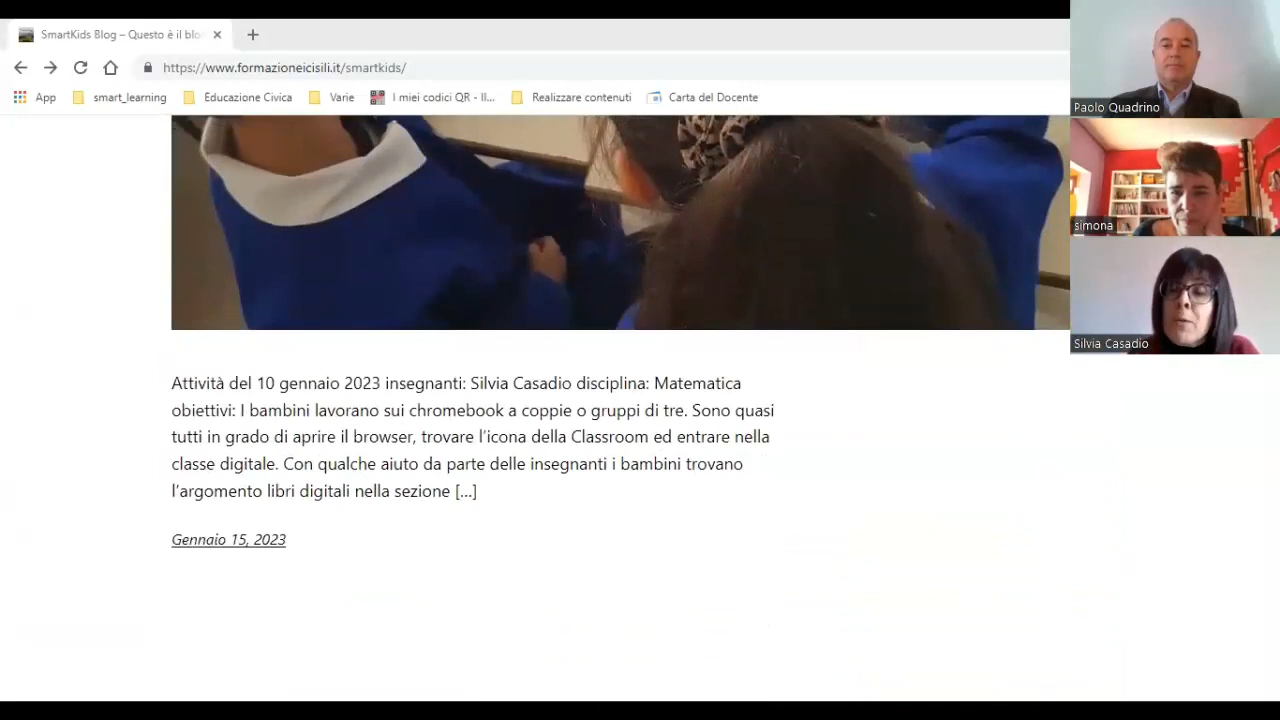 SmartKids Blog – Questo è il blo
https://www.formazioneicisili.it/smartkids/
App smart_learning Educazione Civica Varie I miei codici QR - Il... Realizzare contenuti Carta del Docente
Paolo Quadrino
simona
Silvia Casadio
Attività del 10 gennaio 2023 insegnanti: Silvia Casadio disciplina: Matematica
obiettivi: I bambini lavorano sui chromebook a coppie o gruppi di tre. Sono quasi
tutti in grado di aprire il browser, trovare l'icona della Classroom ed entrare nella
classe digitale. Con qualche aiuto da parte delle insegnanti i bambini trovano
l'argomento libri digitali nella sezione [...]
Gennaio 15, 2023